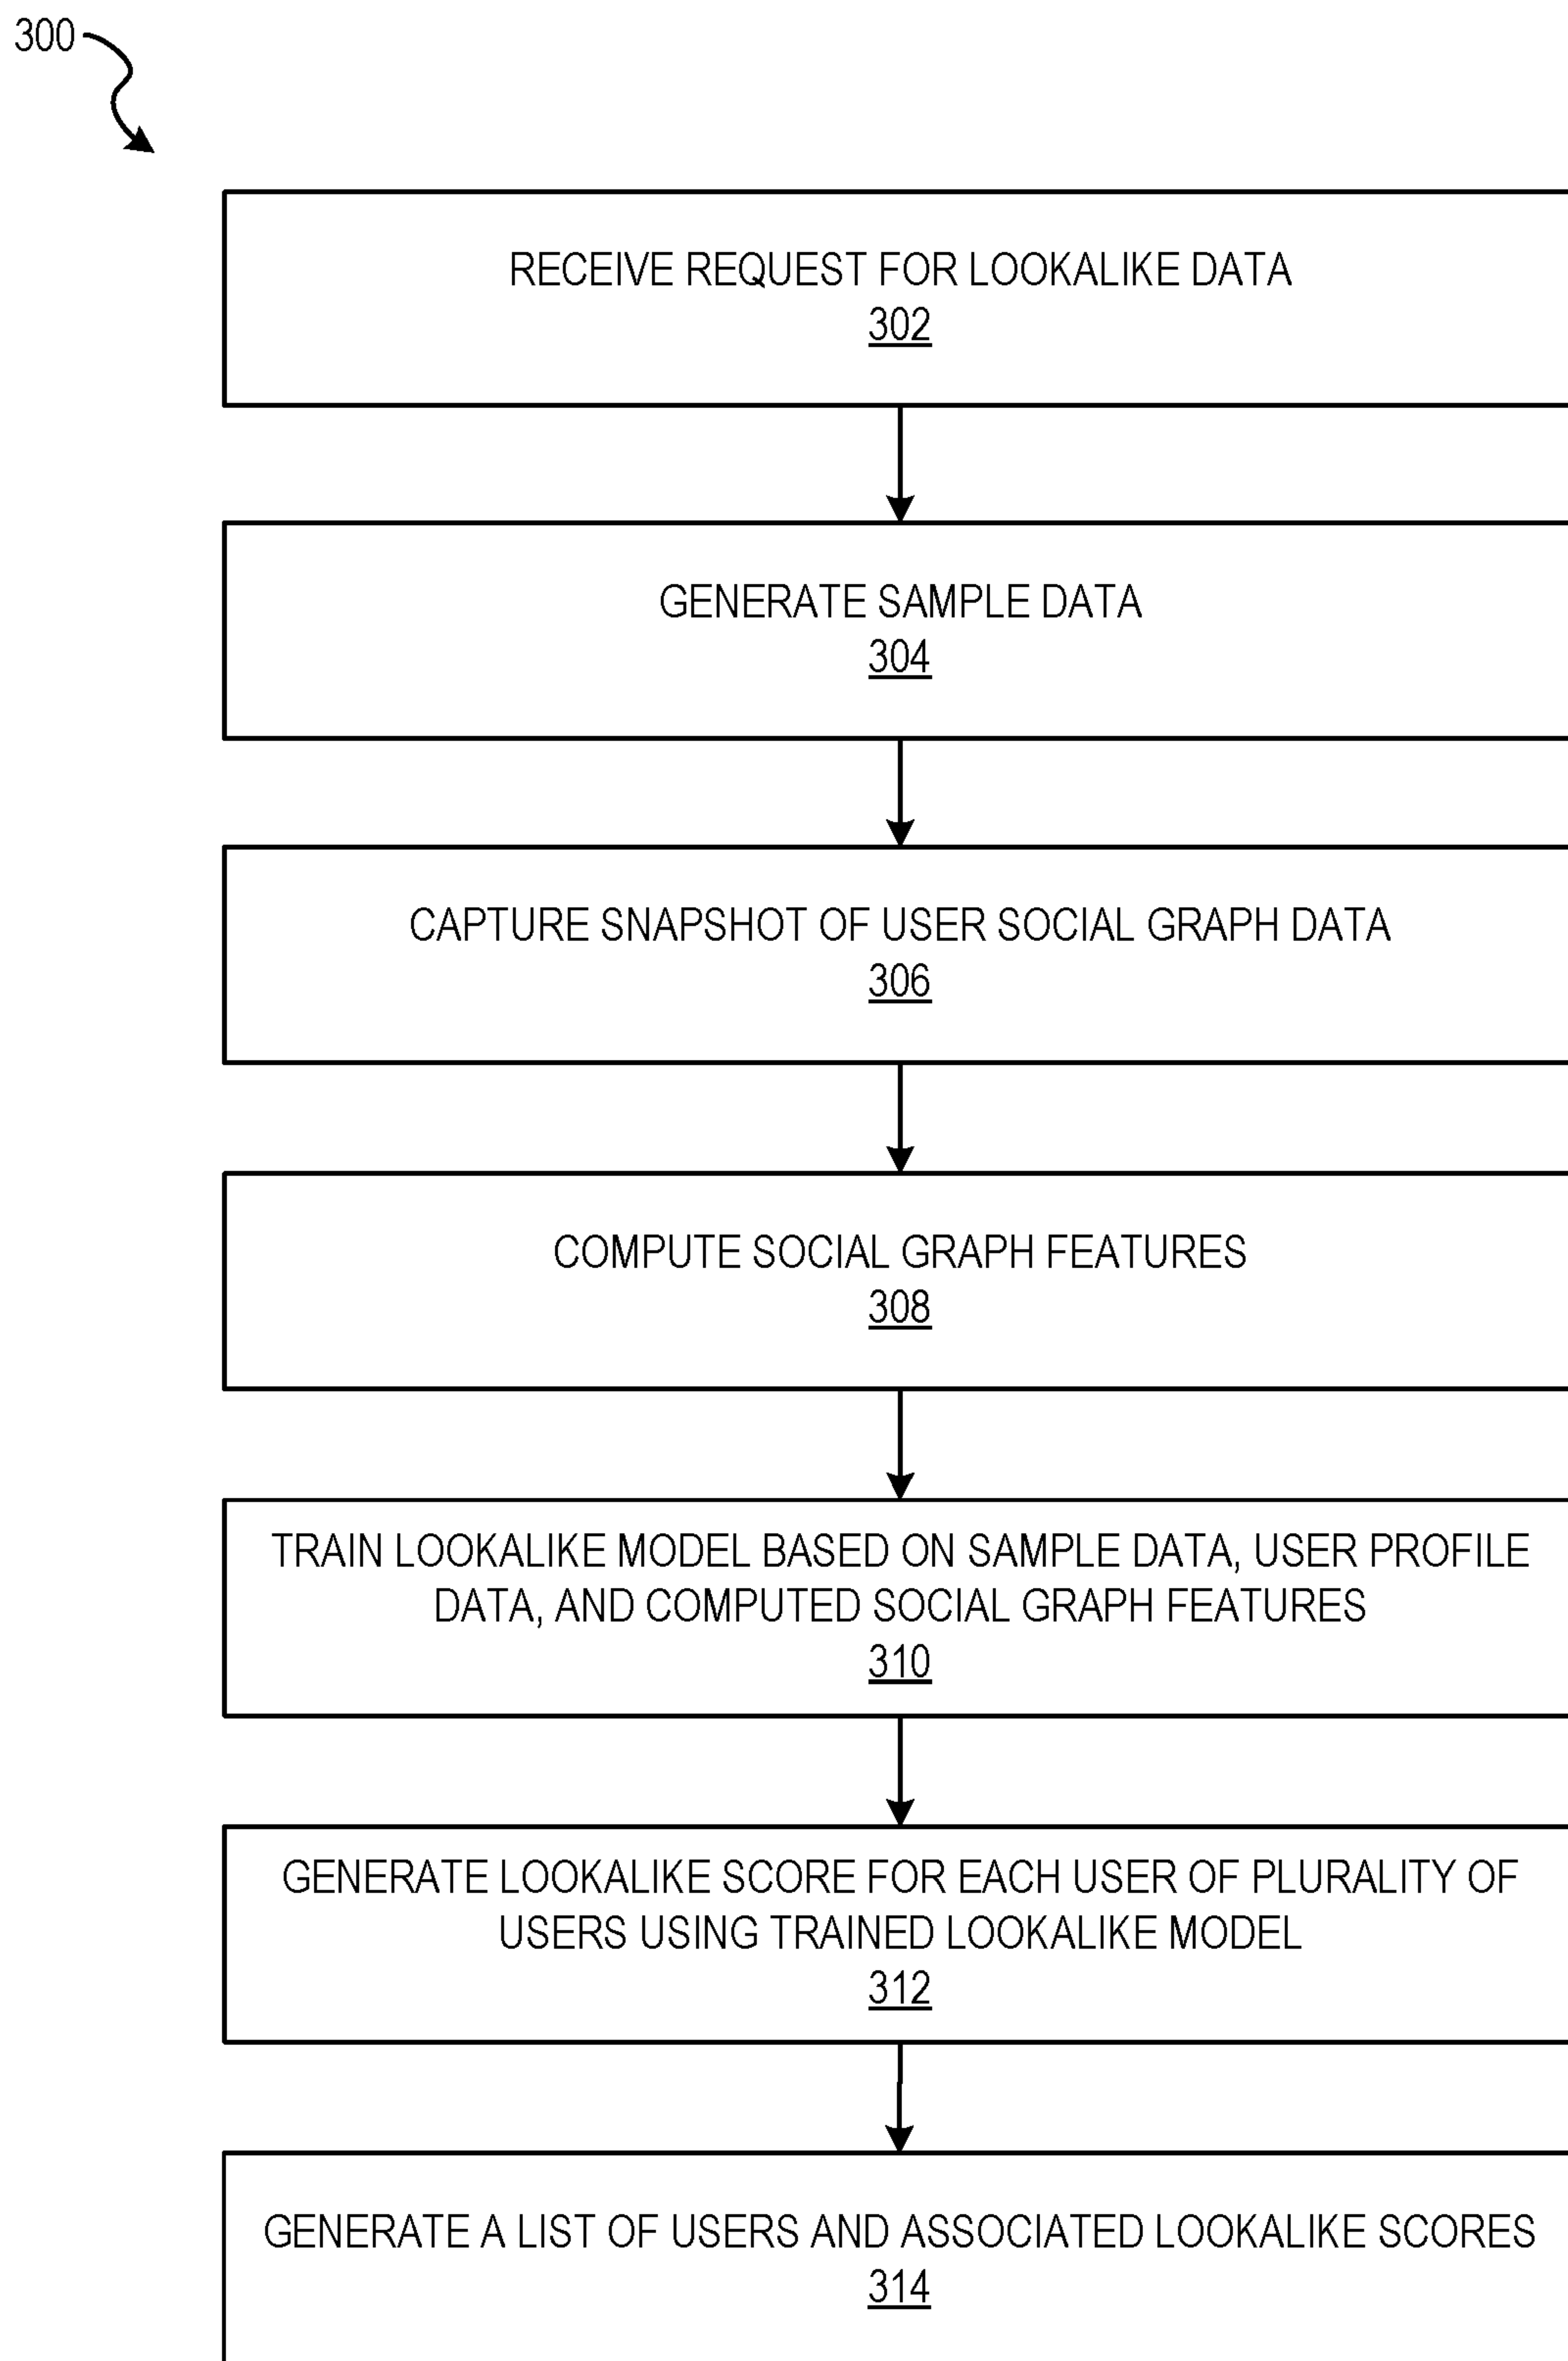 300
RECEIVE REQUEST FOR LOOKALIKE DATA
302
GENERATE SAMPLE DATA
304
CAPTURE SNAPSHOT OF USER SOCIAL GRAPH DATA
306
COMPUTE SOCIAL GRAPH FEATURES
308
TRAIN LOOKALIKE MODEL BASED ON SAMPLE DATA, USER PROFILE
DATA, AND COMPUTED SOCIAL GRAPH FEATURES
310
GENERATE LOOKALIKE SCORE FOR EACH USER OF PLURALITY OF
USERS USING TRAINED LOOKALIKE MODEL
312
GENERATE A LIST OF USERS AND ASSOCIATED LOOKALIKE SCORES
314